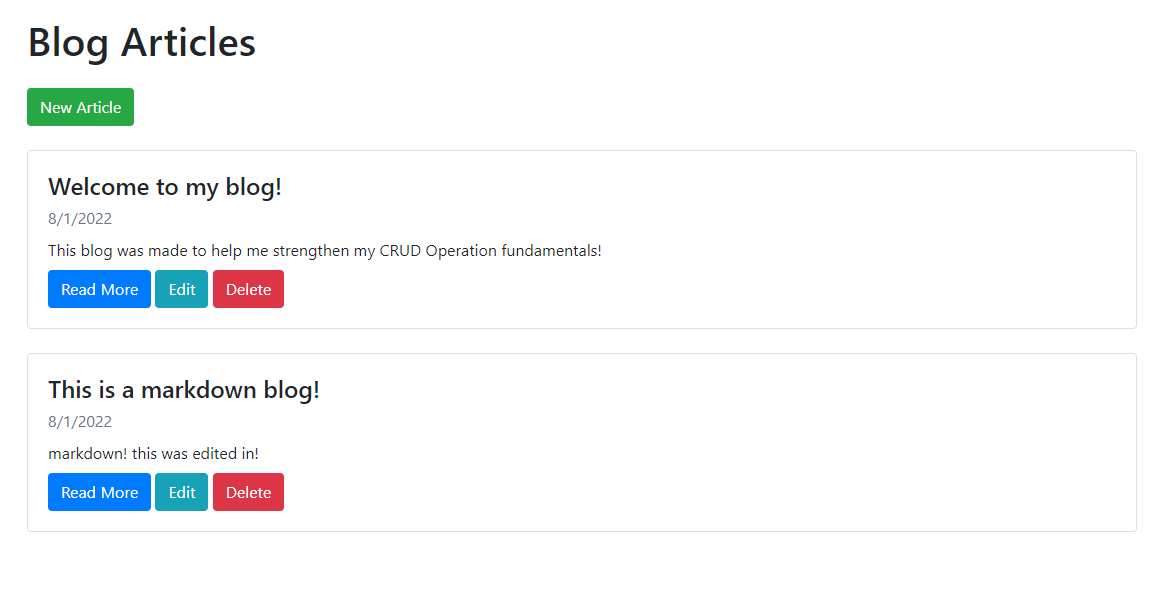 Blog Articles
New Article
Welcome to my blog!
8/1/2022
This blog was made to help me strengthen my CRUD Operation fundamentals!
Read More Edit Delete
This is a markdown blog!
8/1/2022
markdown! this was edited in!
Read More Edit Delete